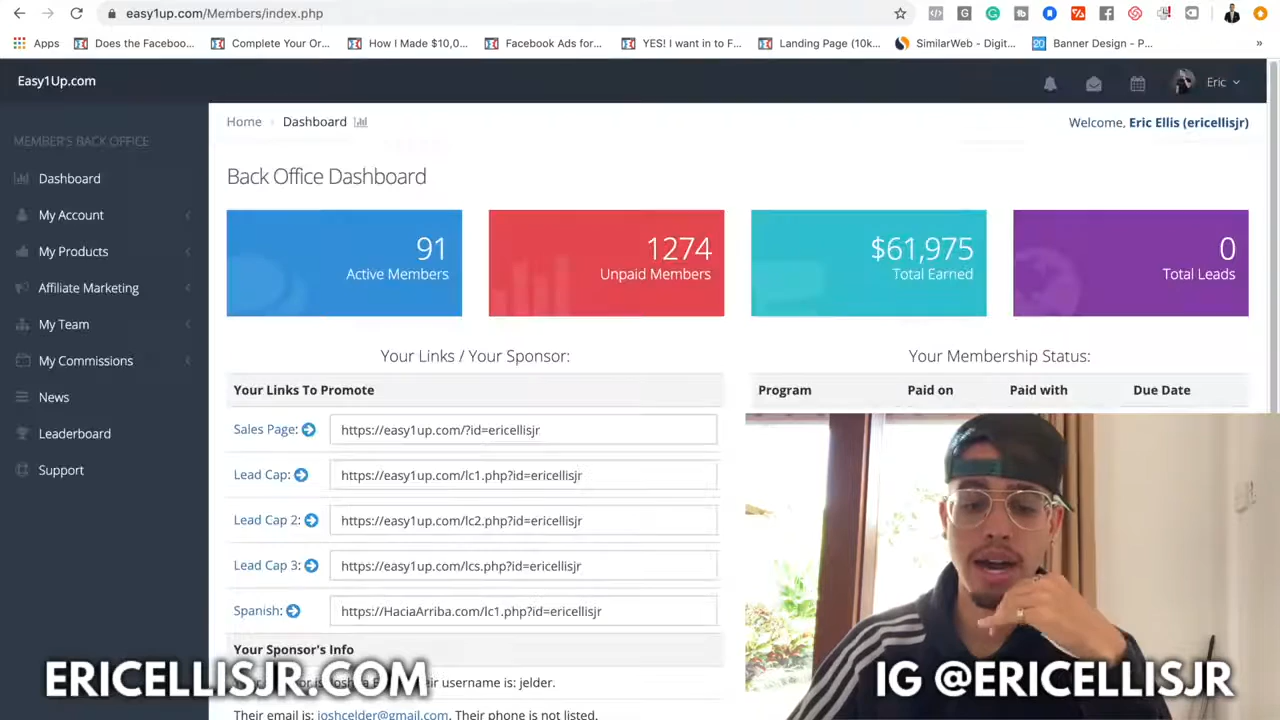 easy1up.com/Members/index.php
Apps
Does the Faceboo...
Complete Your Or...
How I Made $10,0...
Facebook Ads for...
YES! I want in to F...
Landing Page (10k...
SimilarWeb - Digit...
Banner Design - P...
»
Easy1Up.com
Eric
MEMBER'S BACK OFFICE
Dashboard
My Account
My Products
Affiliate Marketing
My Team
My Commissions
News
Leaderboard
Support
Home
Dashboard
Welcome, Eric Ellis (ericellisjr)
Back Office Dashboard
91
Active Members
1274
Unpaid Members
$61,975
Total Earned
0
Total Leads
Your Links / Your Sponsor:
Your Links To Promote
Sales Page: https://easy1up.com/?id=ericellisjr
Lead Cap: https://easy1up.com/lc1.php?id=ericellisjr
Lead Cap 2: https://easy1up.com/lc2.php?id=ericellisjr
Lead Cap 3: https://easy1up.com/lcs.php?id=ericellisjr
Spanish: https://HaciaArriba.com/lc1.php?id=ericellisjr
Your Sponsor's Info
username is: jelder.
Their email is: joshcelder@gmail.com. Their phone is not listed.
Your Membership Status:
Program Paid on Paid with Due Date
ERICELLISJR.COM
IG @ERICELLISJR